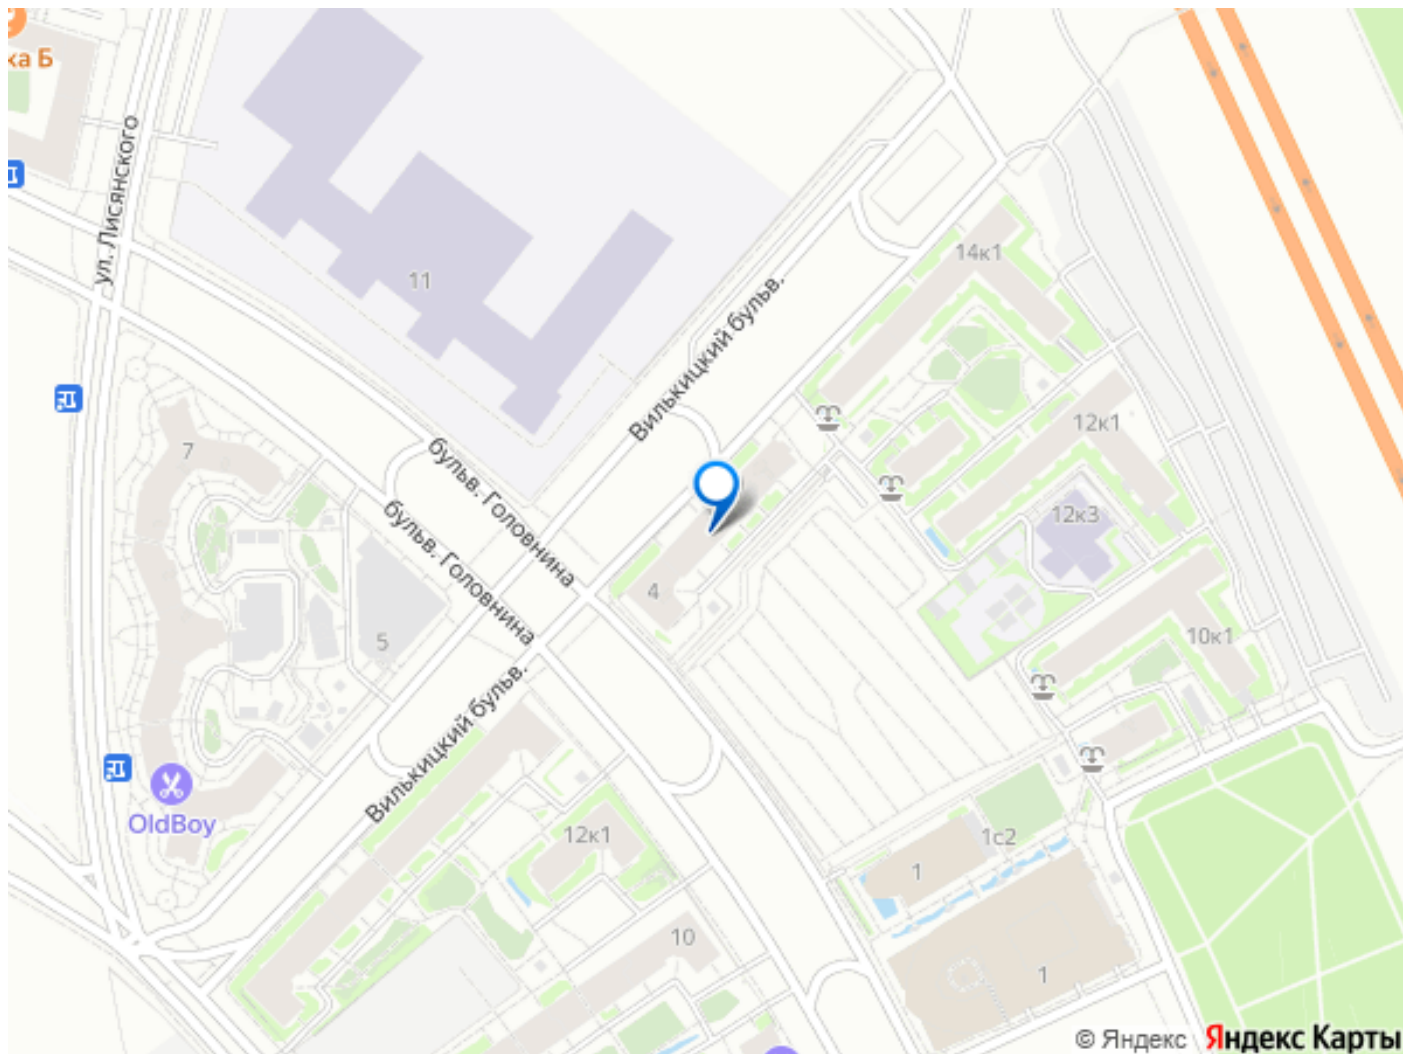 ка Б
ул. Лисянского
11
14к1
Вилькицкий бульв.
7
бульв. Головнина
бульв. Головнина
12к1
12к3
4
5
10к1
Вилькицкий бульв.
OldBoy
12к1
1с2
1
10
1
© Яндекс Яндекс Карты